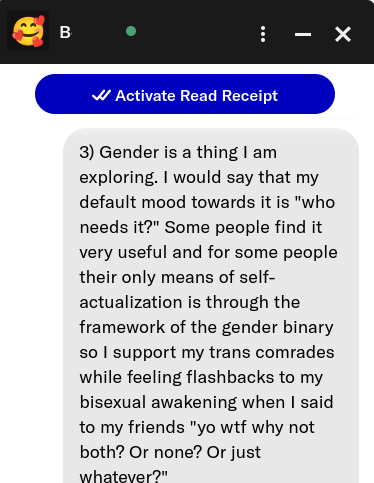 B
Activate Read Receipt
3) Gender is a thing I am
exploring. I would say that my
default mood towards it is "who
needs it?" Some people find it
very useful and for some people
their only means of self-
actualization is through the
framework of the gender binary
so I support my trans comrades
while feeling flashbacks to my
bisexual awakening when I said
to my friends "yo wtf why not
both? Or none? Or just
whatever?"